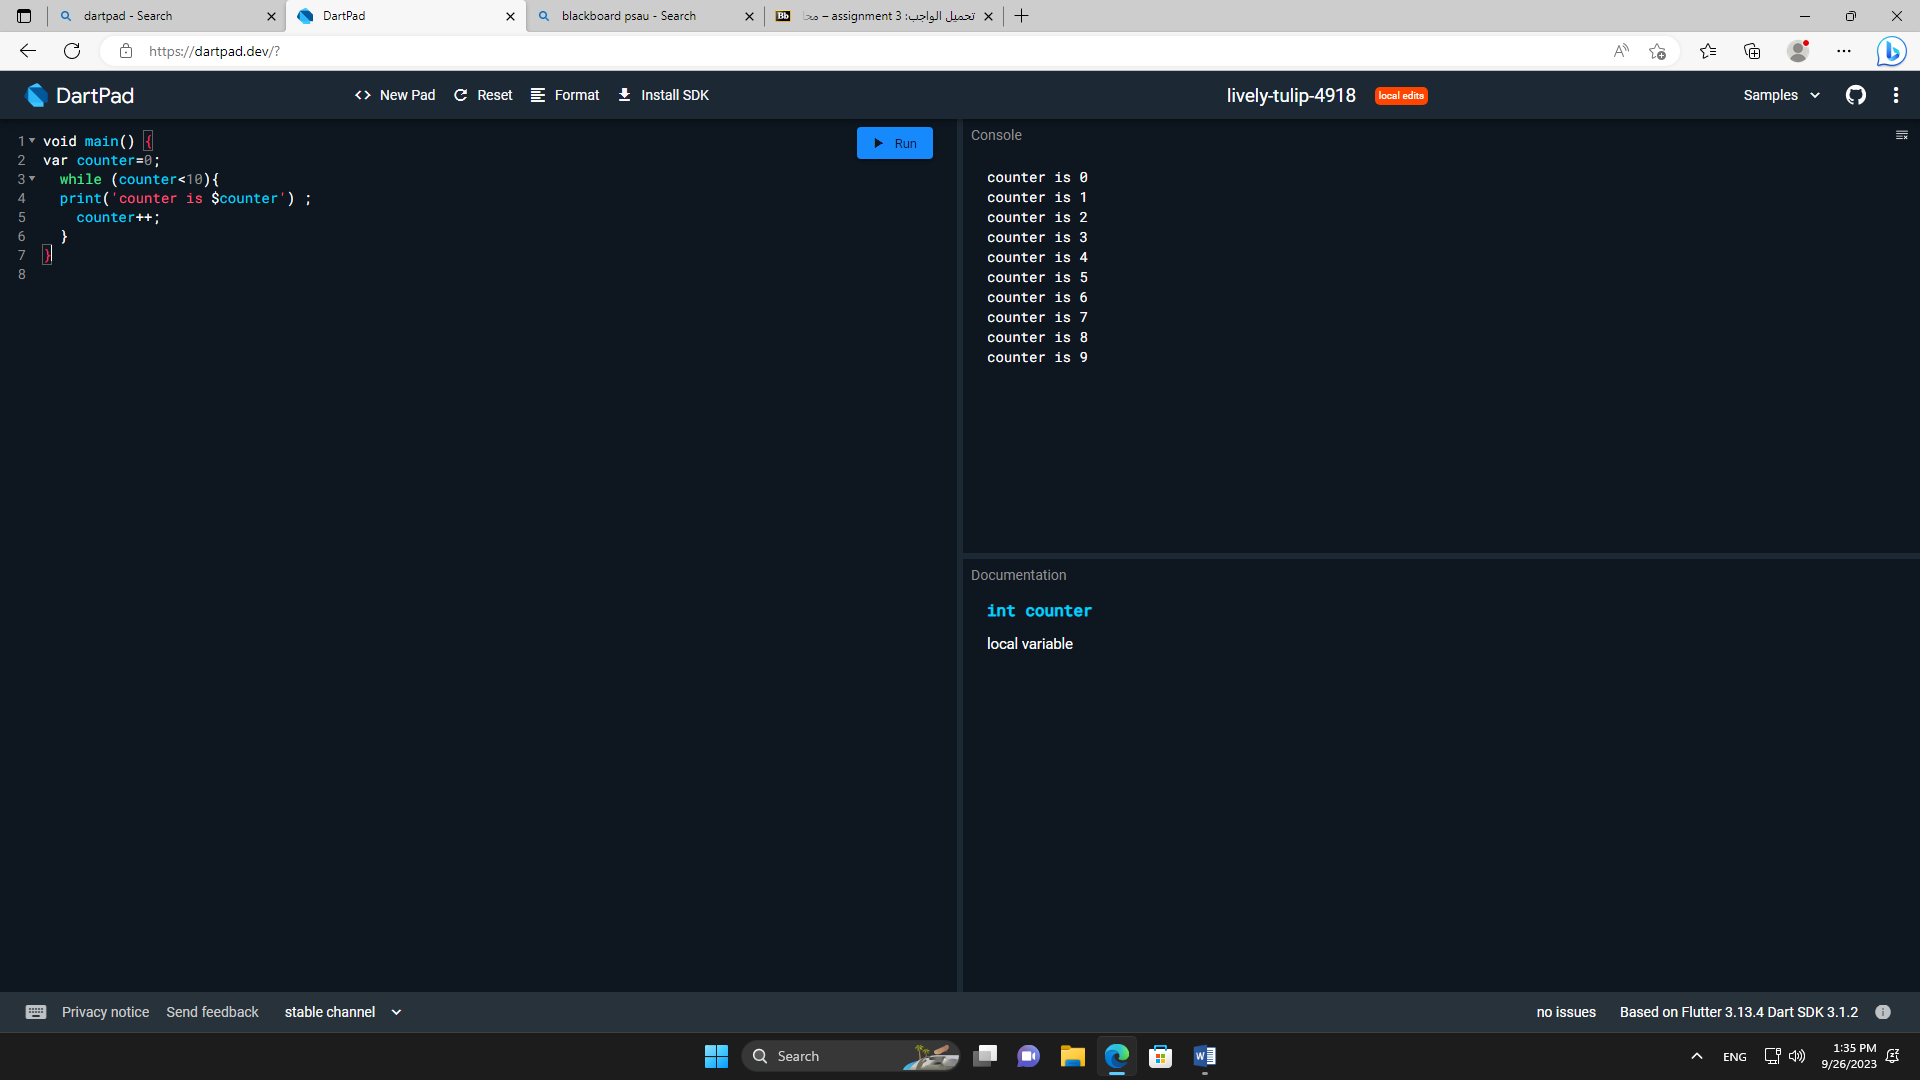 dartpad - Search
DartPad
blackboard psau - Search
تحميل الواجب: assignment 3 – محا
https://dartpad.dev/?
DartPad
New Pad
Reset
Format
Install SDK
lively-tulip-4918
local edits
Samples
1 void main() {
2 var counter=0;
3 while (counter<10){
4 print('counter is $counter') ;
5 counter++;
6 }
7 }
8
Run
Console
counter is 0
counter is 1
counter is 2
counter is 3
counter is 4
counter is 5
counter is 6
counter is 7
counter is 8
counter is 9
Documentation
int counter
local variable
Privacy notice
Send feedback
stable channel
no issues
Based on Flutter 3.13.4 Dart SDK 3.1.2
Search
ENG
1:35 PM
9/26/2023